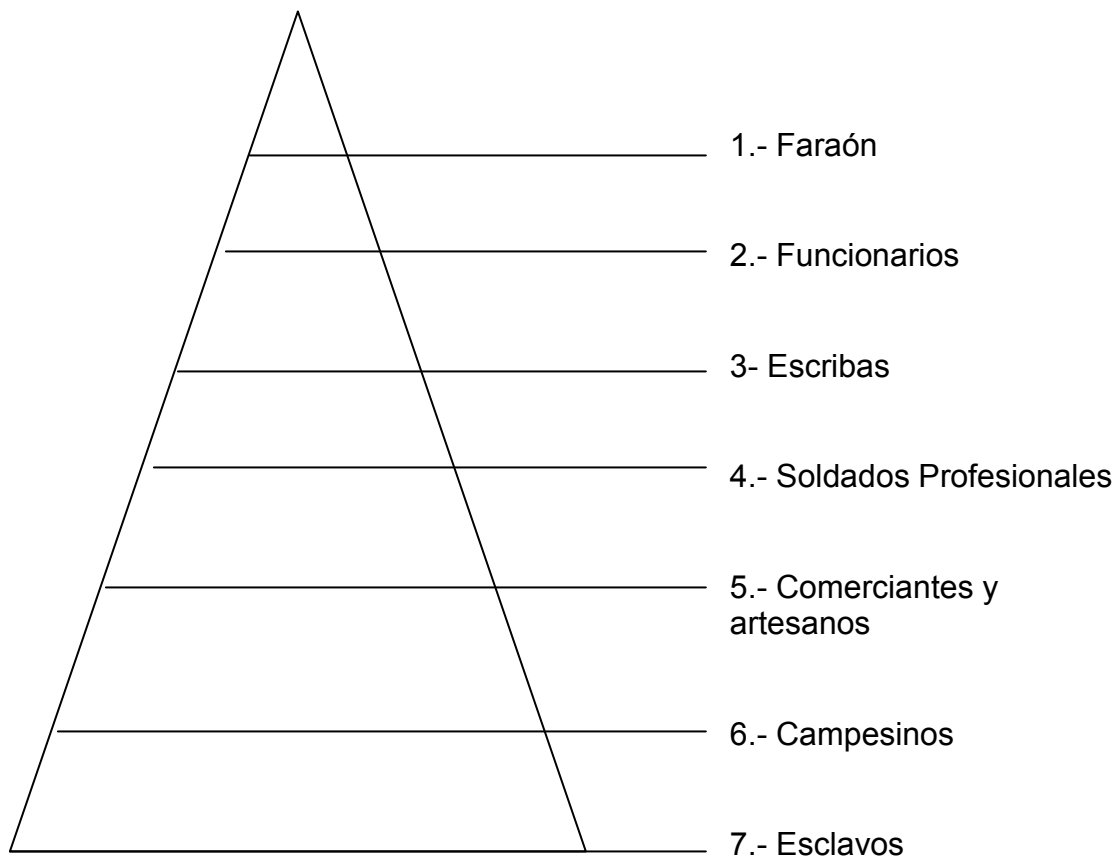 1.- Faraón
2.- Funcionarios
3- Escribas
4.- Soldados Profesionales
5.- Comerciantes y
artesanos
6.- Campesinos
7.- Esclavos